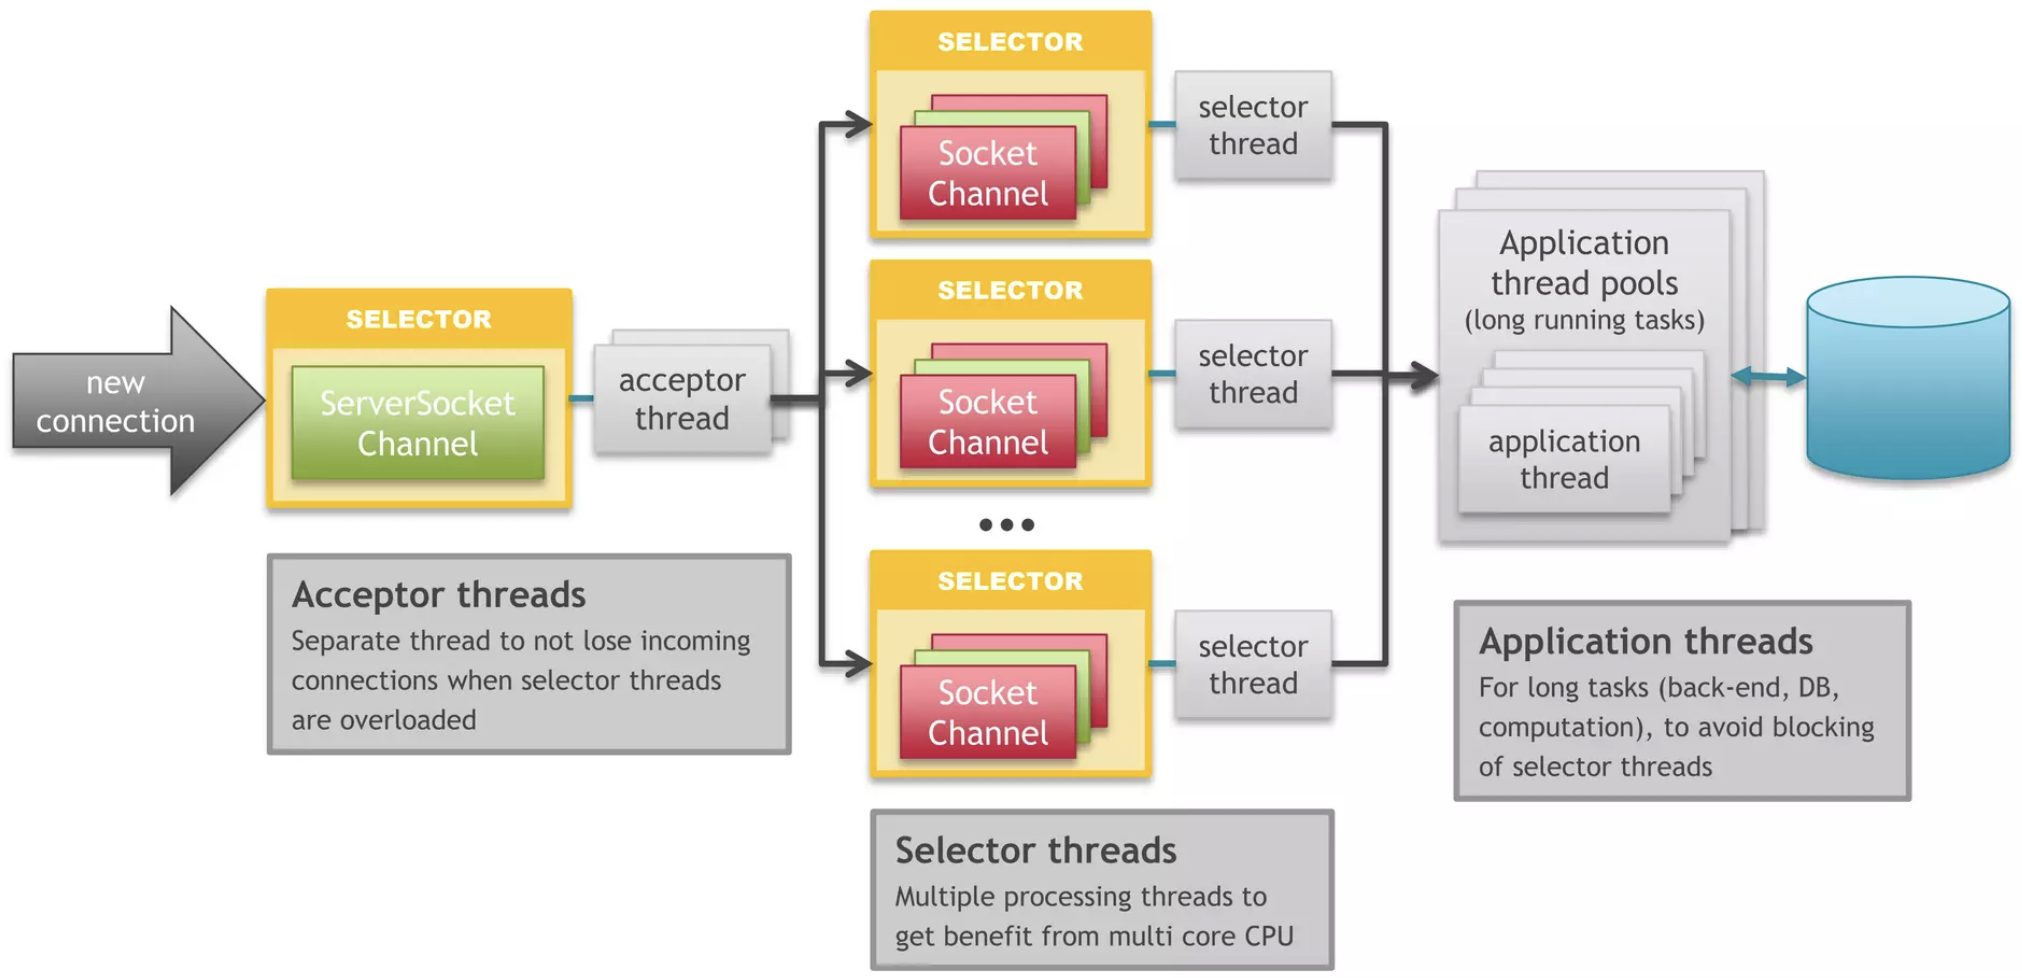 new
connection
SELECTOR
ServerSocket
Channel
acceptor
thread
SELECTOR
Socket
Channel
selector
thread
SELECTOR
Socket
Channel
selector
thread
...
SELECTOR
Socket
Channel
selector
thread
Application
thread pools
(long running tasks)
application
thread
Acceptor threads
Separate thread to not lose incoming
connections when selector threads
are overloaded
Selector threads
Multiple processing threads to
get benefit from multi core CPU
Application threads
For long tasks (back-end, DB,
computation), to avoid blocking
of selector threads